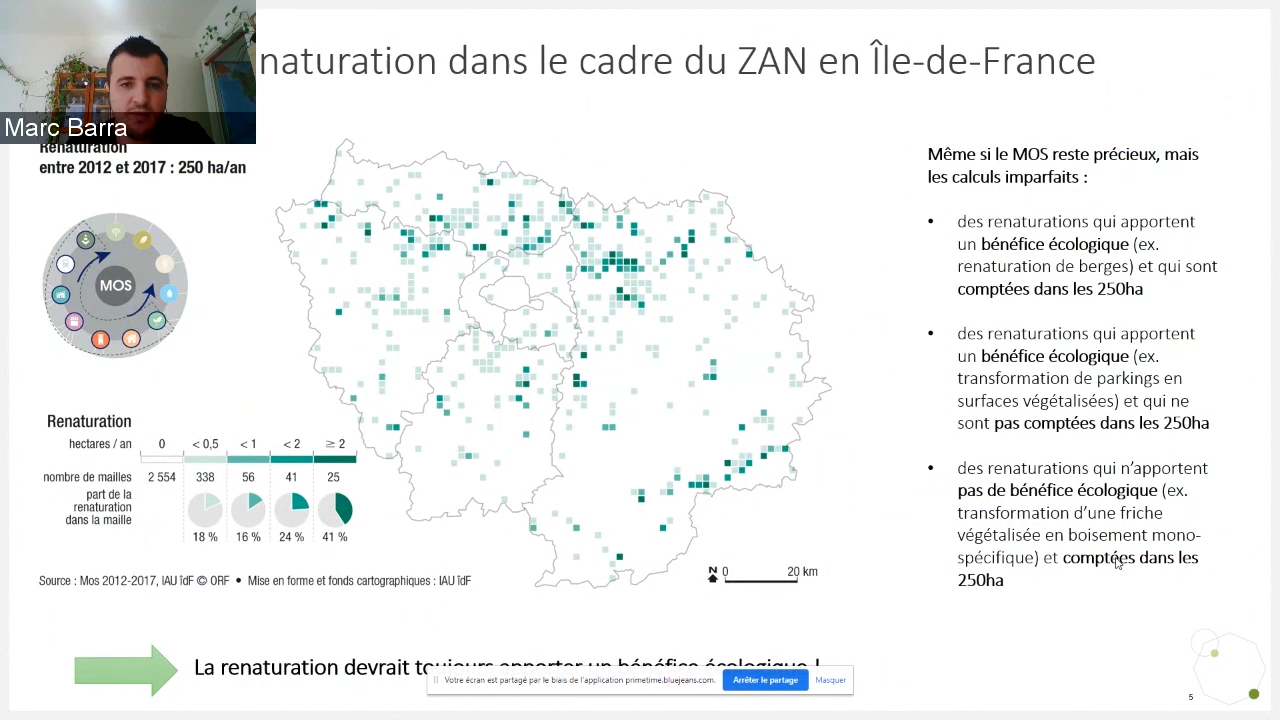 naturation dans le cadre du ZAN en Île-de-France
Marc Barra
Renaturation
entre 2012 et 2017 : 250 ha/an
MOS
Renaturation
hectares / an 0 < 0,5 < 1 < 2 ≥ 2
nombre de mailles 2 554 338 56 41 25
part de la
renaturation
dans la maille
18 % 16 % 24 % 41 %
N 0 20 km
Source : Mos 2012-2017, IAU îdF © ORF • Mise en forme et fonds cartographiques : IAU îdF
Même si le MOS reste précieux, mais
les calculs imparfaits :
• des renaturations qui apportent
un bénéfice écologique (ex.
renaturation de berges) et qui sont
comptées dans les 250ha
• des renaturations qui apportent
un bénéfice écologique (ex.
transformation de parkings en
surfaces végétalisées) et qui ne
sont pas comptées dans les 250ha
• des renaturations qui n’apportent
pas de bénéfice écologique (ex.
transformation d’une friche
végétalisée en boisement mono-
spécifique) et comptées dans les
250ha
La renaturation devrait toujours apporter un bénéfice écologique !
Votre écran est partagé par le biais de l'application primetime.bluejeans.com. Arrêter le partage Masquer
5